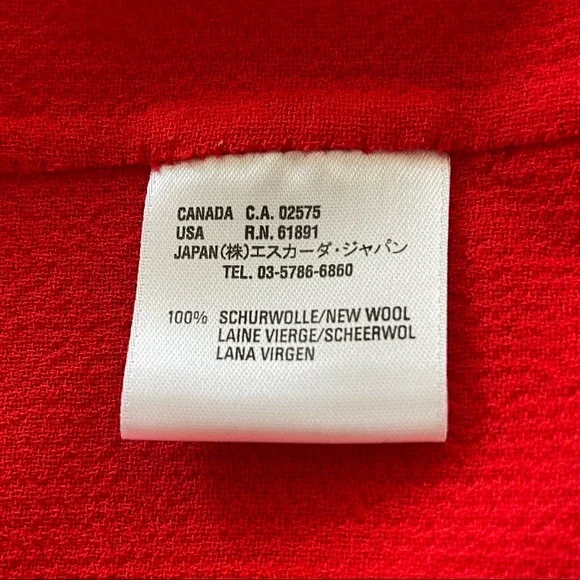 CANADA C.A. 02575
USA R.N. 61891
JAPAN(株)エスカーダ・ジャパン
TEL. 03-5786-6860
100% SCHURWOLLE/NEW WOOL
LAINE VIERGE/SCHEERWOL
LANA VIRGEN